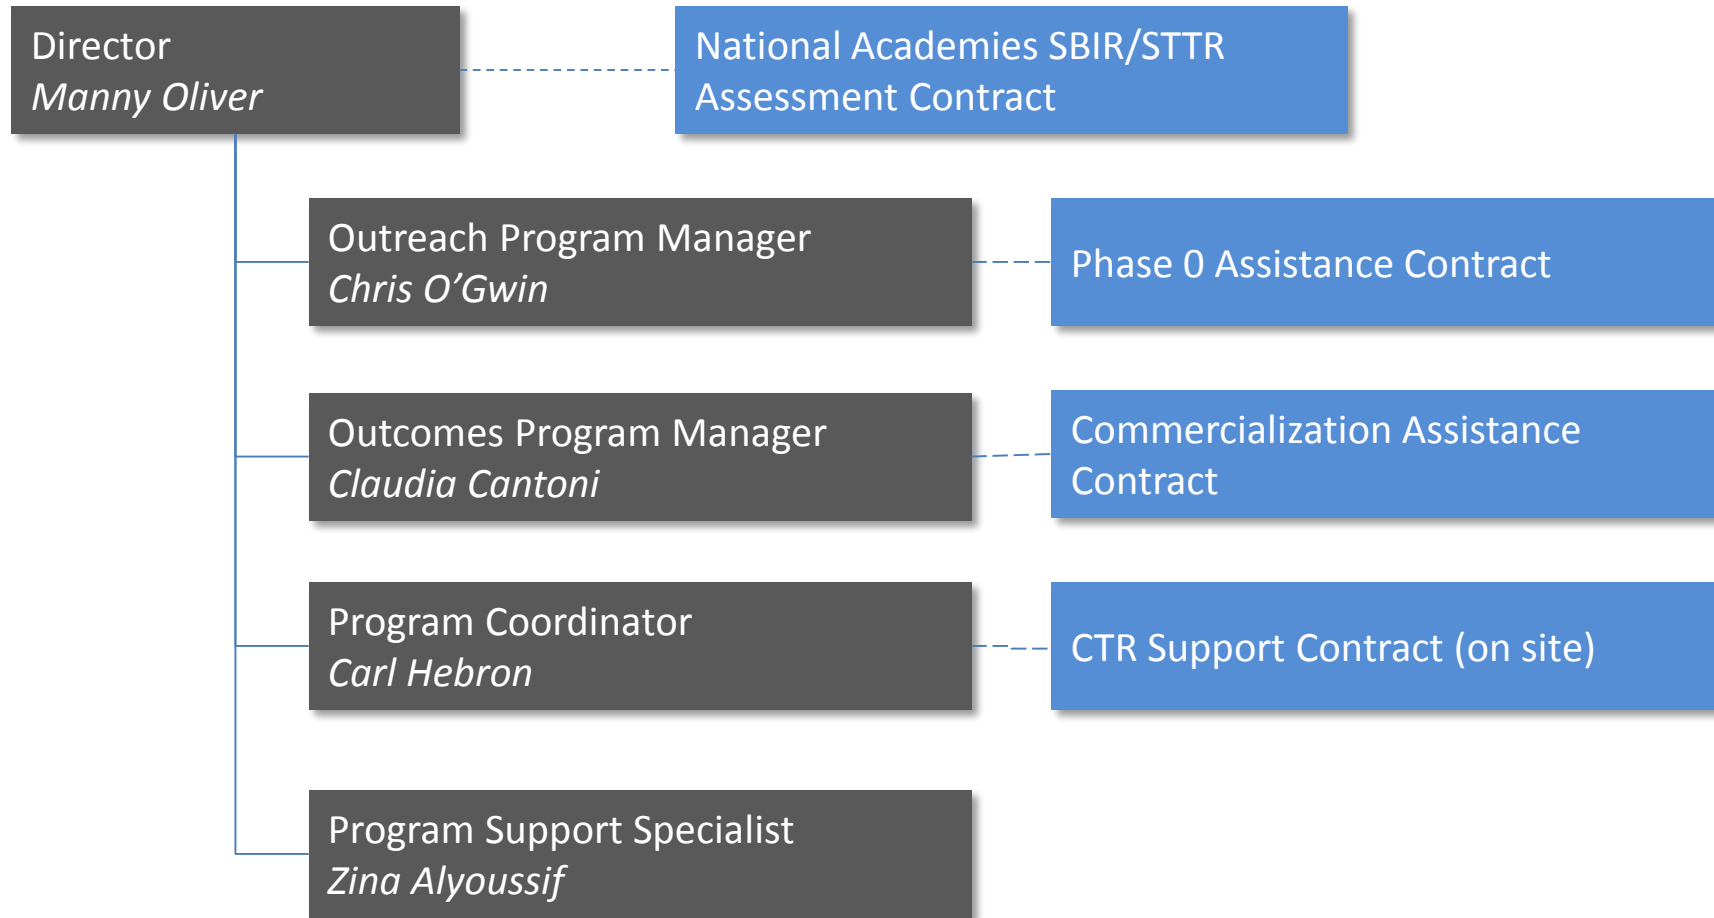 Director
Manny Oliver
National Academies SBIR/STTR
Assessment Contract
Outreach Program Manager
Chris O’Gwin
Phase 0 Assistance Contract
Outcomes Program Manager
Claudia Cantoni
Commercialization Assistance
Contract
Program Coordinator
Carl Hebron
CTR Support Contract (on site)
Program Support Specialist
Zina Alyoussif